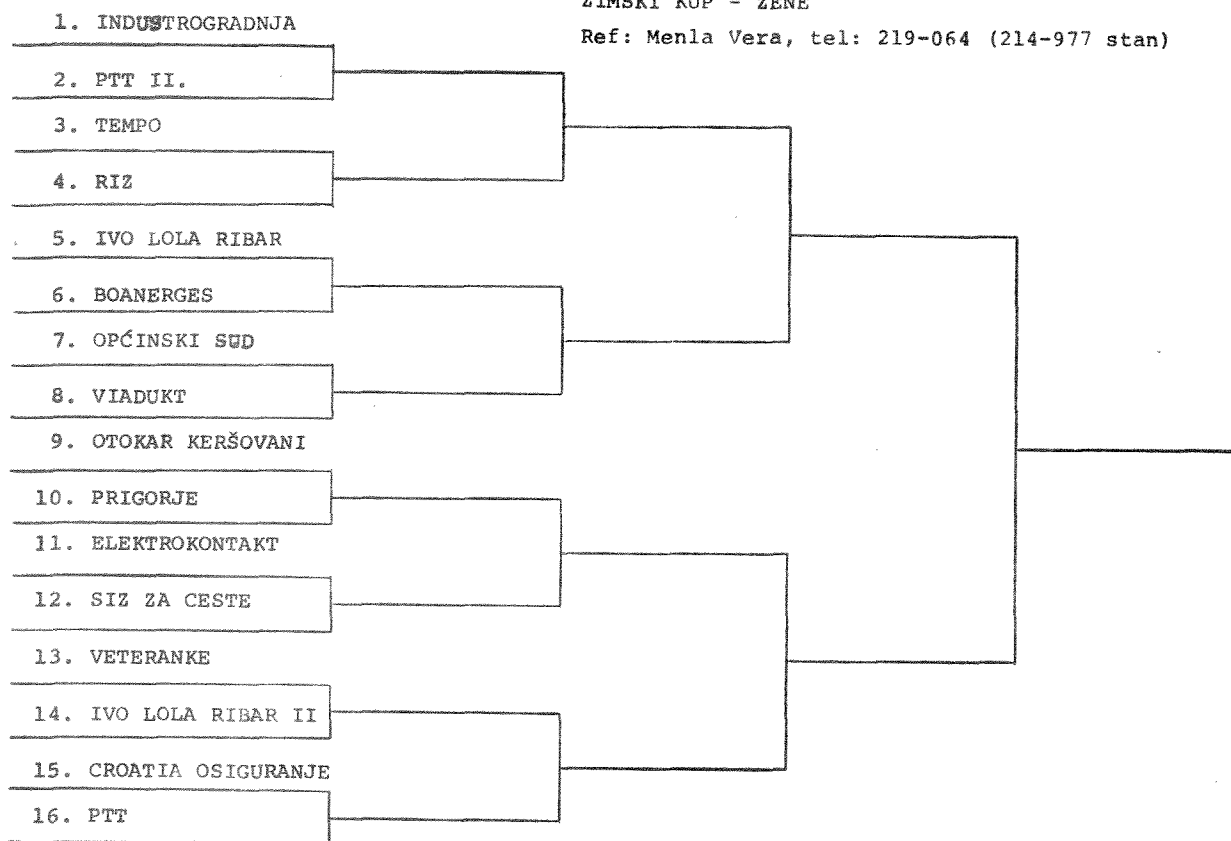 ZIMSKI KUP - ŽENE
Ref: Menla Vera, tel: 219-064 (214-977 stan)
1. INDUSTROGRADNJA
2. PTT II.
3. TEMPO
4. RIZ
5. IVO LOLA RIBAR
6. BOANERGES
7. OPĆINSKI SUD
8. VIADUKT
9. OTOKAR KERŠOVANI
10. PRIGORJE
11. ELEKTROKONTAKT
12. SIZ ZA CESTE
13. VETERANKE
14. IVO LOLA RIBAR II
15. CROATIA OSIGURANJE
16. PTT